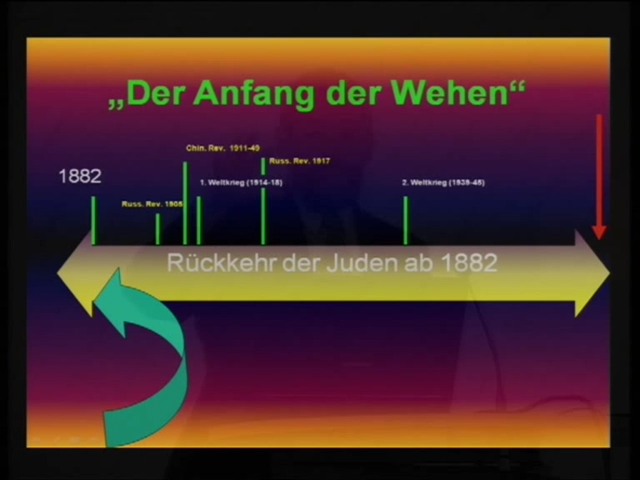 „Der Anfang der Wehen“
Chin. Rev. 1911-49
Russ. Rev. 1917
1882
1. Weltkrieg (1914-18)
2. Weltkrieg (1939-45)
Russ. Rev. 1905
Rückkehr der Juden ab 1882